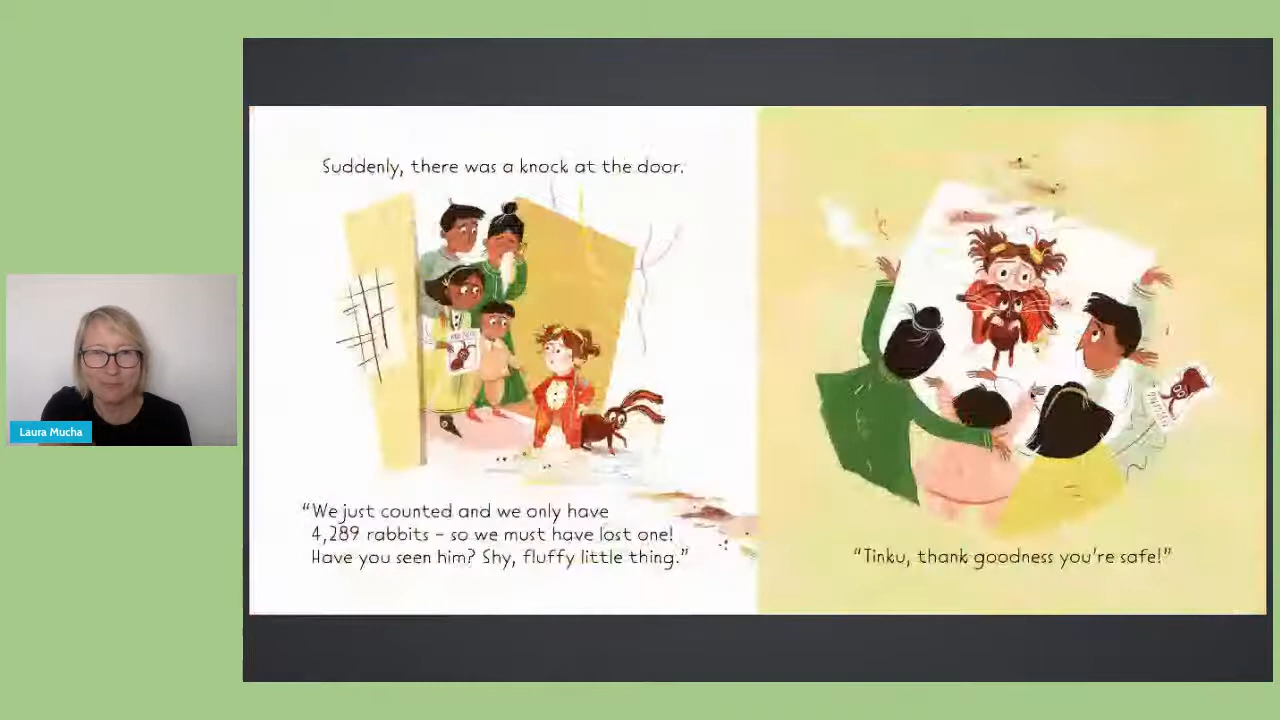 Suddenly, there was a knock at the door.
"We just counted and we only have
4,289 rabbits – so we must have lost one!
Have you seen him? Shy, fluffy little thing."
"Tinku, thank goodness you're safe!"
Laura Mucha